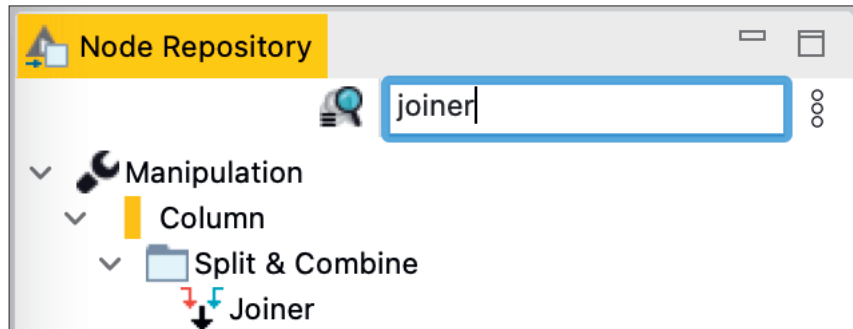 Node Repository
joiner
Manipulation
Column
Split & Combine
Joiner